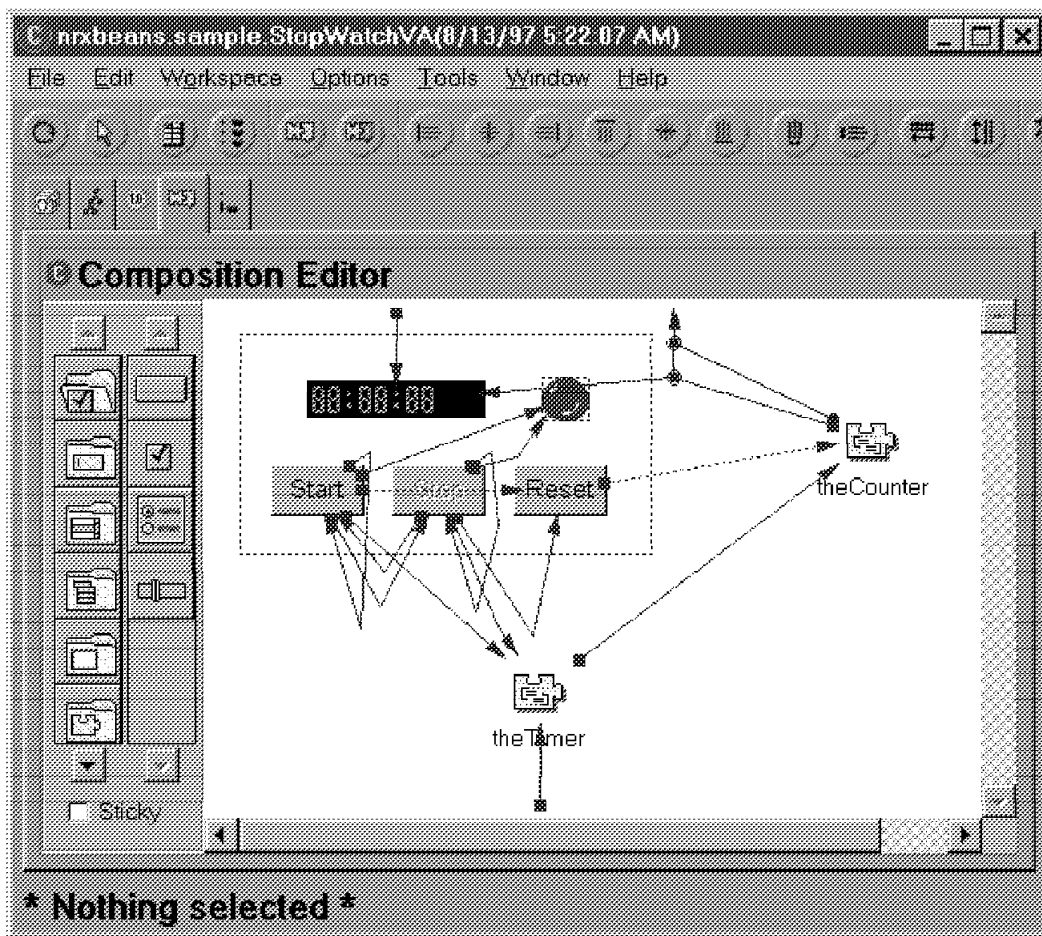 C nrxbeans.sample.StopWatchVA(8/13/97 5:22:07 AM)
File Edit Workspace Options Tools Window Help
Composition Editor
88:88:88
Start Reset
theCounter
theTimer
Sticky
* Nothing selected *